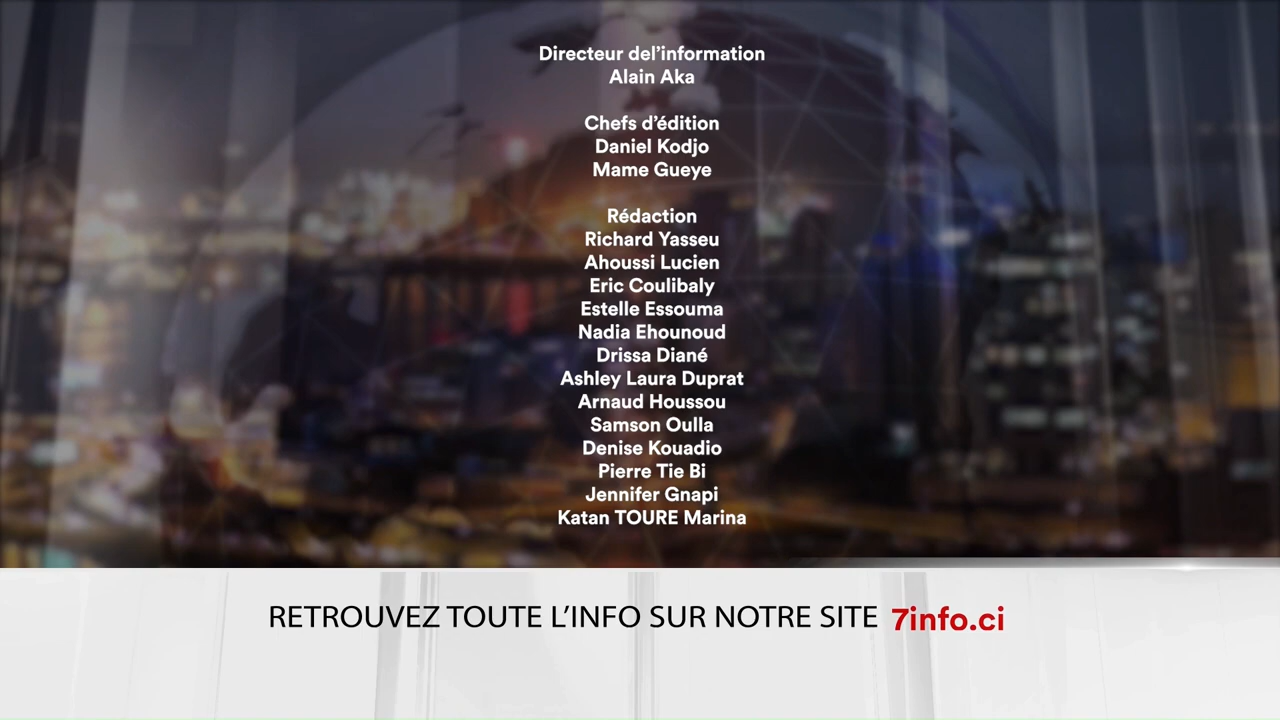 Directeur del’information
Alain Aka
Chefs d’édition
Daniel Kodjo
Mame Gueye
Rédaction
Richard Yasseu
Ahoussi Lucien
Eric Coulibaly
Estelle Essouma
Nadia Ehounoud
Drissa Diané
Ashley Laura Duprat
Arnaud Houssou
Samson Oulla
Denise Kouadio
Pierre Tie Bi
Jennifer Gnapi
Katan TOURE Marina
RETROUVEZ TOUTE L’INFO SUR NOTRE SITE 7info.ci